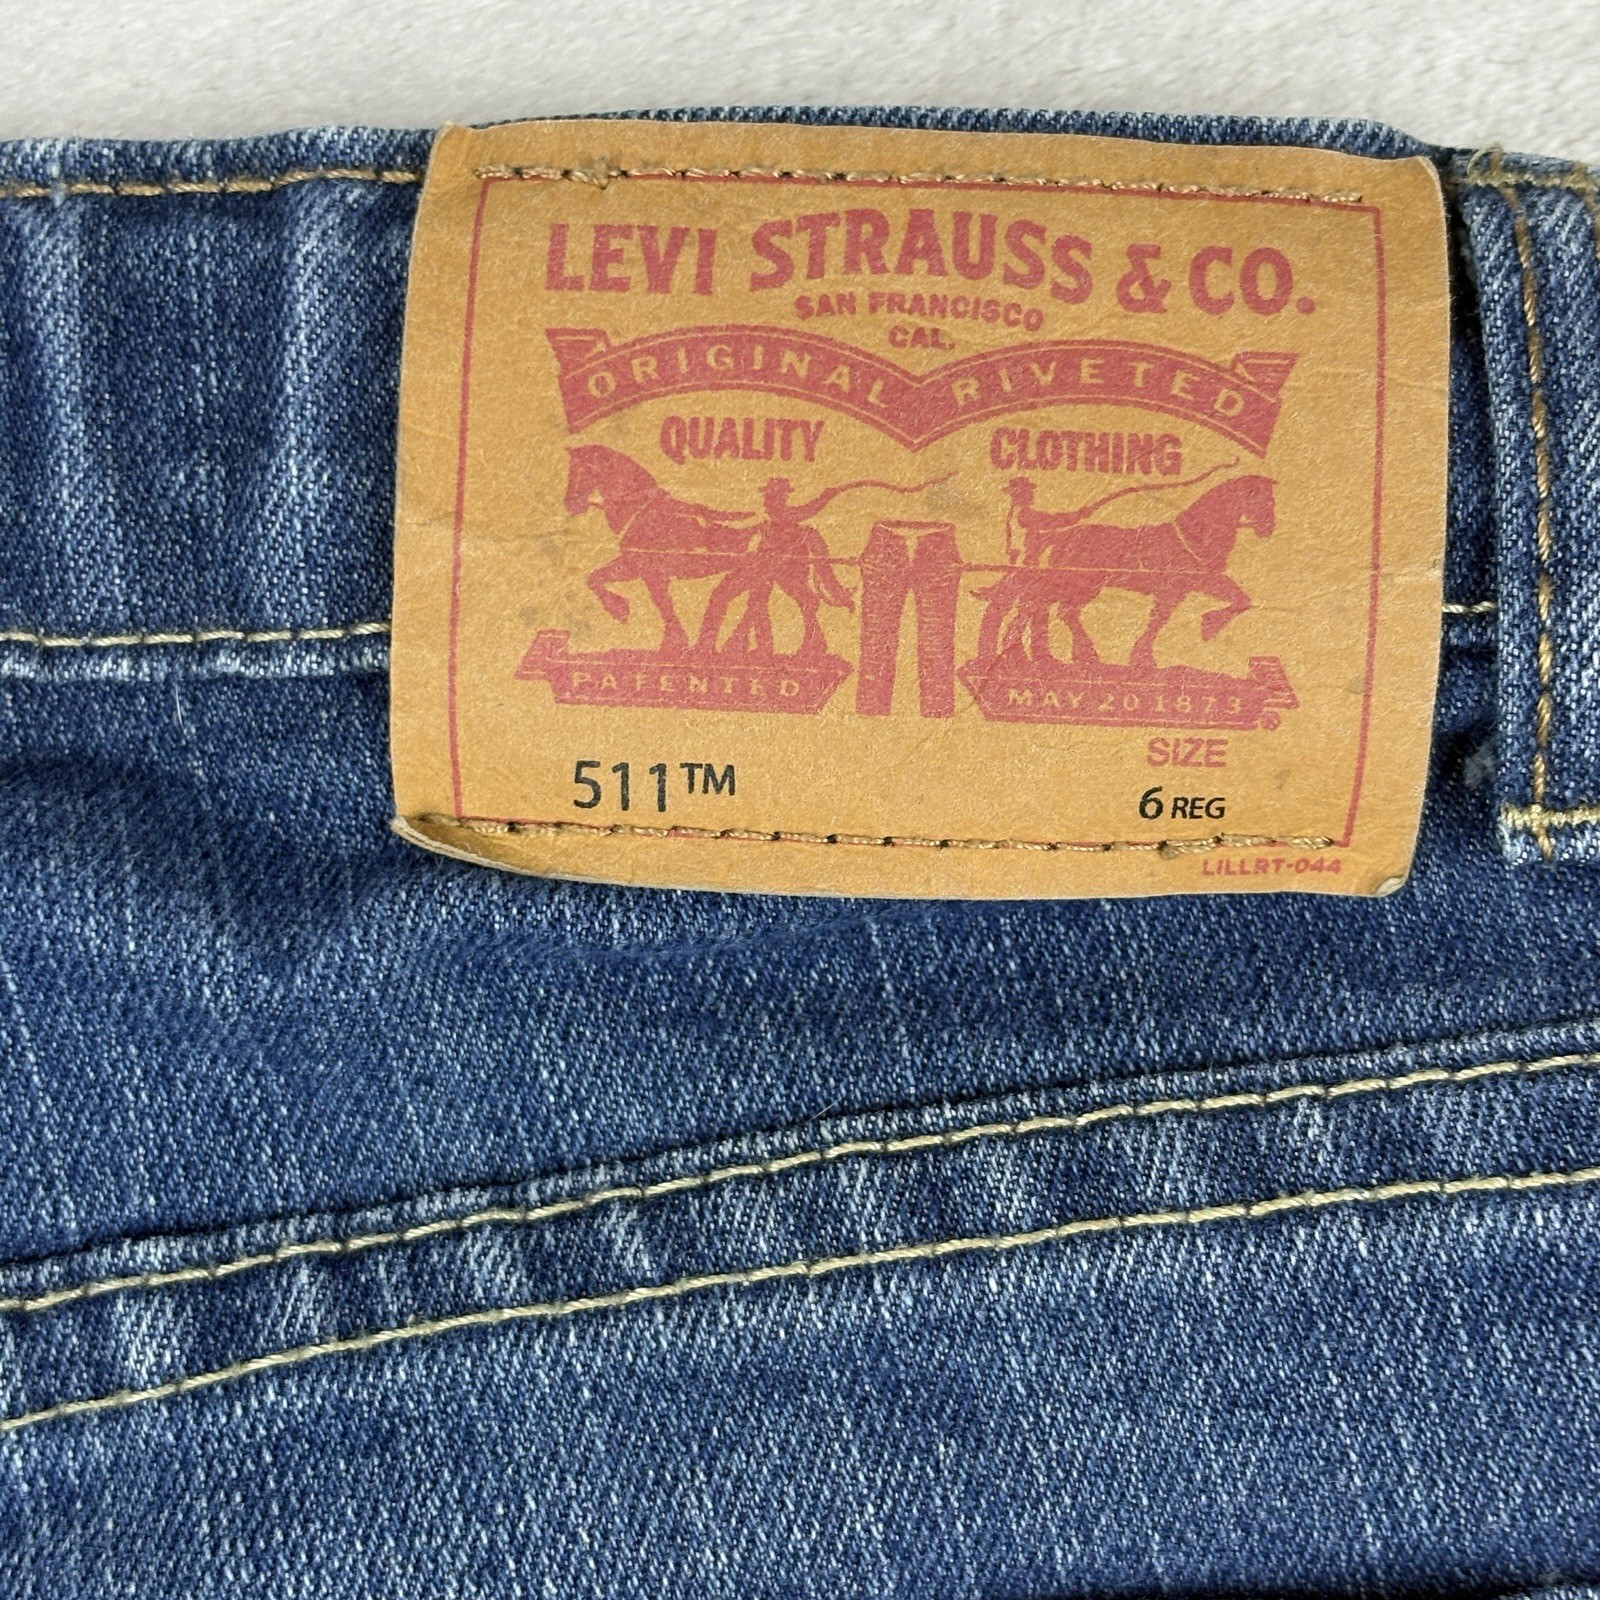 LEVI STRAUSS & CO.
SAN FRANCISCO
CAL.
ORIGINAL RIVETED
QUALITY CLOTHING
PATENTED MAY 20 1873
SIZE
511™ 6 REG
LILLRT-044